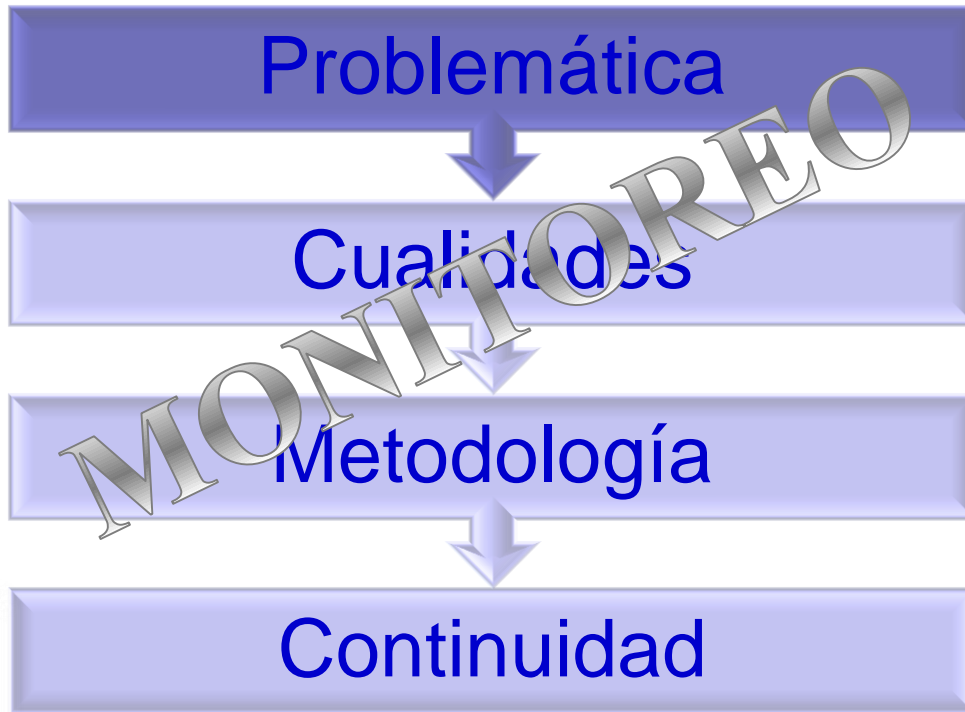 Problemática
Cualidades
MONITOREO
Metodología
Continuidad